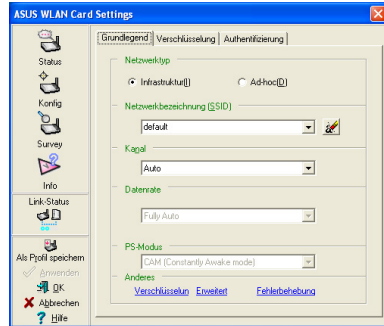 ASUS WLAN Card Settings
Status
Konfig
Survey
Info
Link-Status
Als Profil speichern
Anwenden
OK
Abbrechen
Hilfe
Grundlegend Verschlüsselung Authentifizierung
Netzwerktyp
Infrastruktur(I) Ad-hoc(D)
Netzwerkbezeichnung (SSID)
default
Kanal
Auto
Datenrate
Fully Auto
PS-Modus
CAM (Constantly Awake mode)
Anderes
Verschlüsselun Erweitert Fehlerbehebung